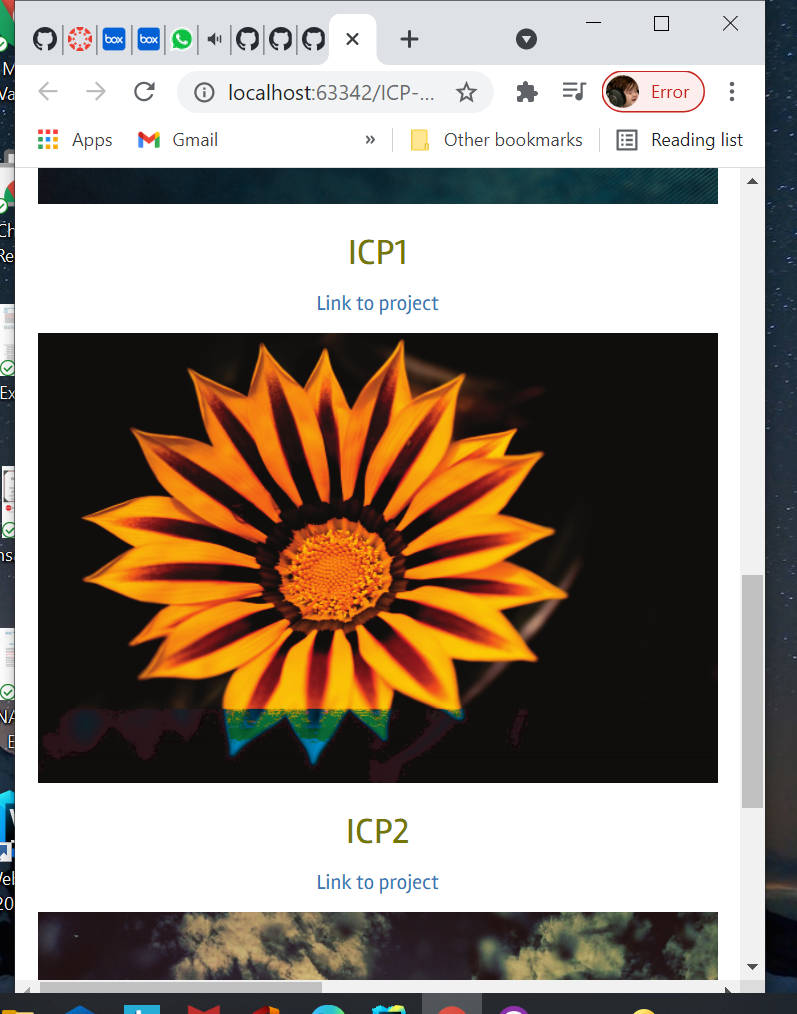 box
box
localhost:63342/ICP-...
Error
Apps
Gmail
»
Other bookmarks
Reading list
ICP1
Link to project
ICP2
Link to project